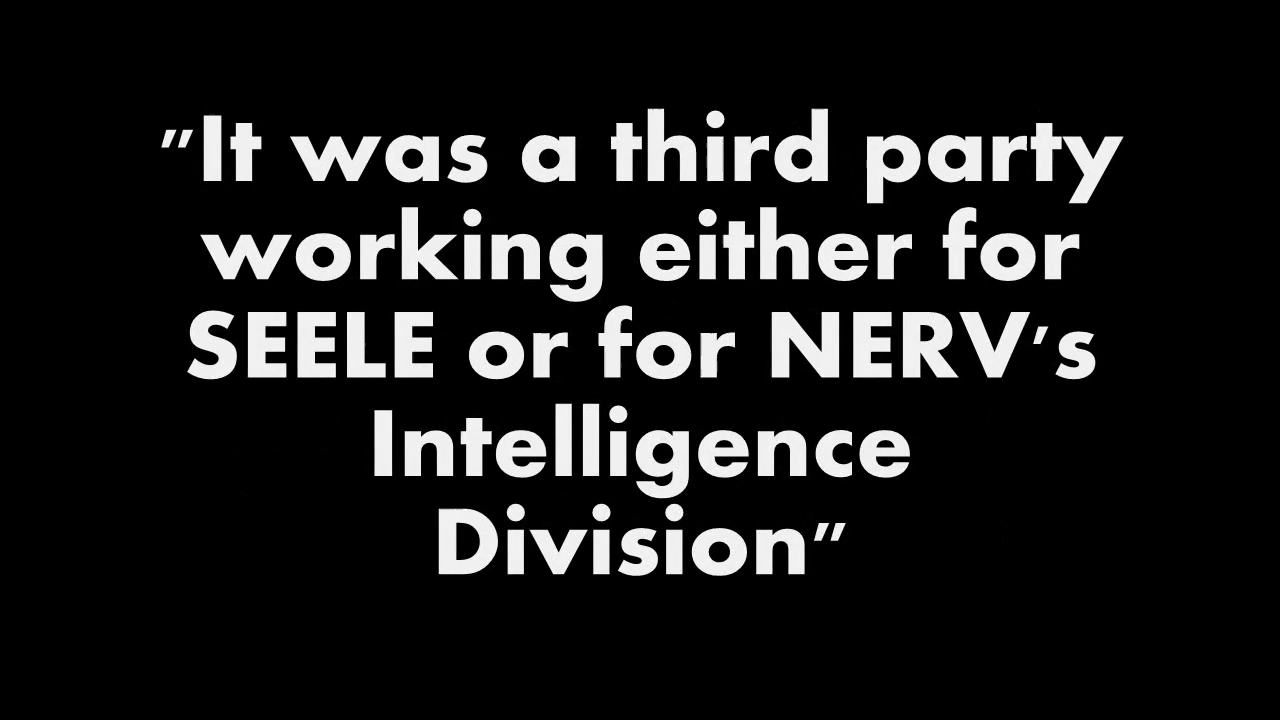 "It was a third party
working either for
SEELE or for NERV's
Intelligence
Division"